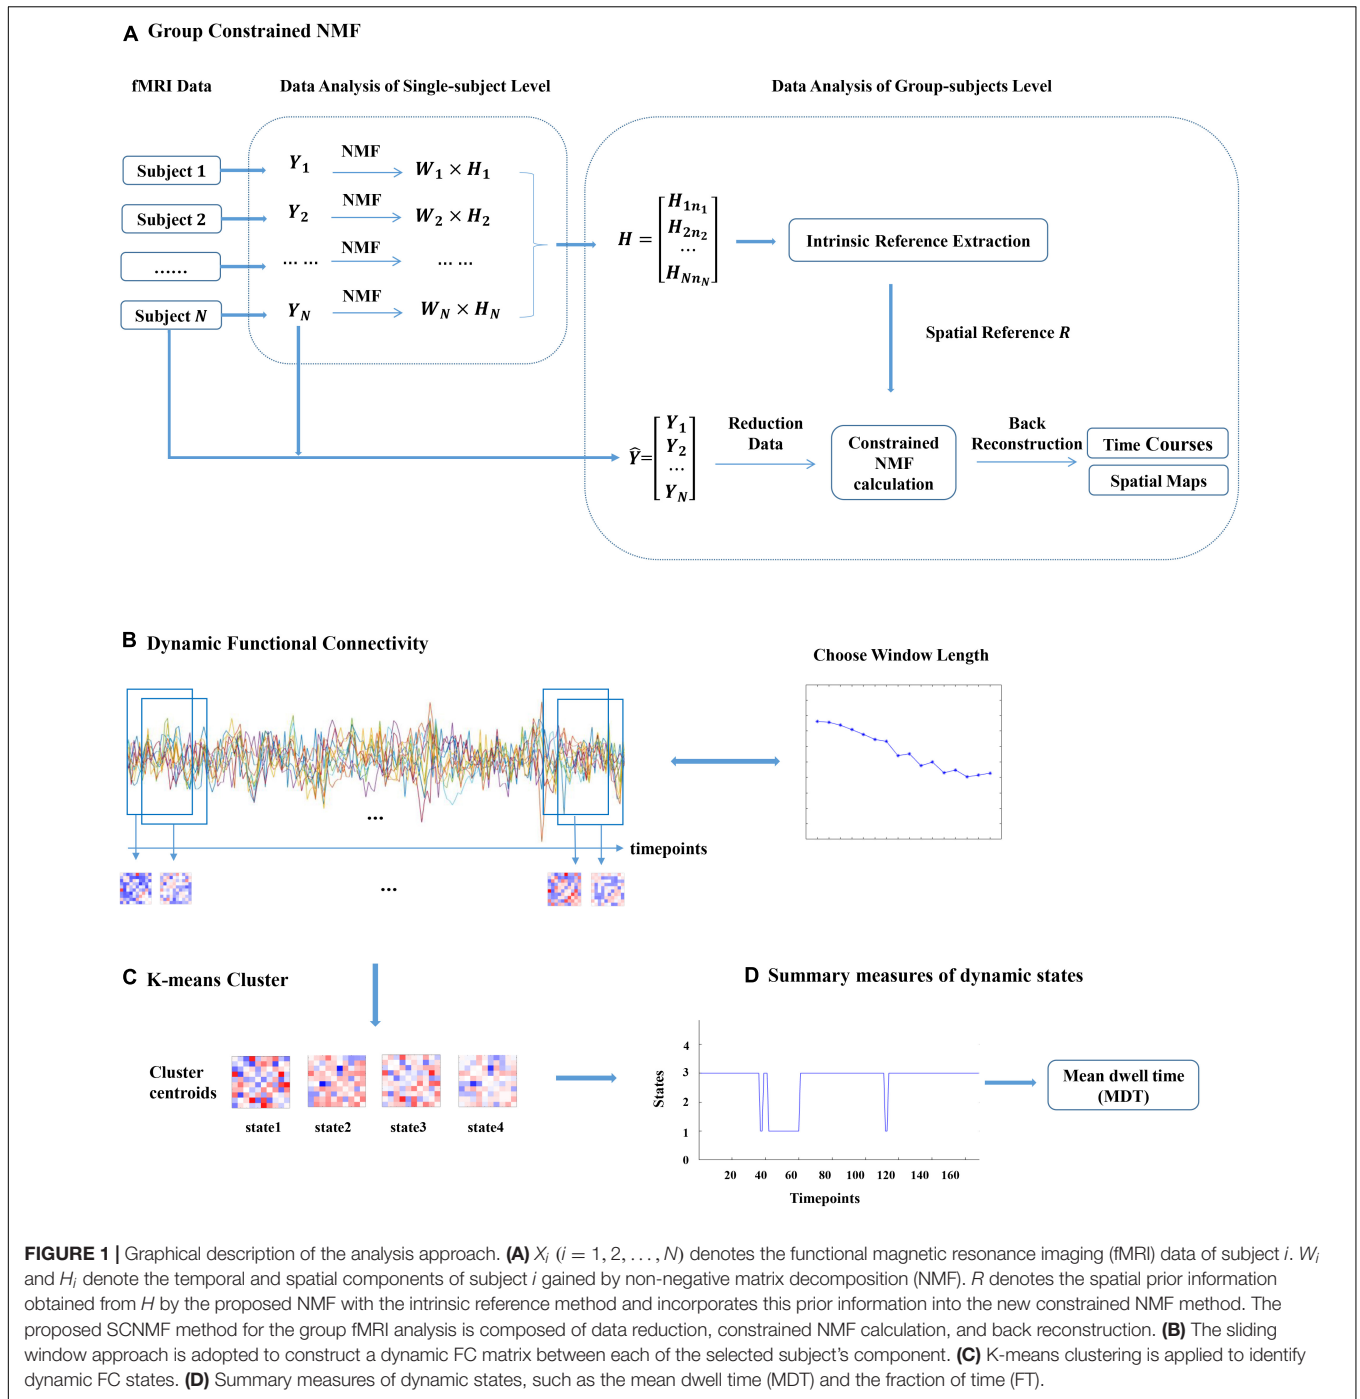 A Group Constrained NMF
fMRI Data
Data Analysis of Single-subject Level
Data Analysis of Group-subjects Level
Subject 1
Y₁
NMF
W₁ × H₁
Subject 2
Y₂
NMF
W₂ × H₂
......
... ...
NMF
... ...
Subject N
Y_N
NMF
W_N × H_N
H = [H_{1n₁}
H_{2n₂}
...
H_{Nn_N}]
Intrinsic Reference Extraction
Spatial Reference R
Ŷ= [Y₁
Y₂
...
Y_N]
Reduction
Data
Constrained
NMF
calculation
Back
Reconstruction
Time Courses
Spatial Maps
B Dynamic Functional Connectivity
Choose Window Length
...
timepoints
...
C K-means Cluster
Cluster
centroids
state1 state2 state3 state4
D Summary measures of dynamic states
States
4
3
2
1
0
20 40 60 80 100 120 140 160
Timepoints
Mean dwell time
(MDT)
FIGURE 1 | Graphical description of the analysis approach. (A) Xᵢ (i = 1, 2, . . . , N) denotes the functional magnetic resonance imaging (fMRI) data of subject i. Wᵢ
and Hᵢ denote the temporal and spatial components of subject i gained by non-negative matrix decomposition (NMF). R denotes the spatial prior information
obtained from H by the proposed NMF with the intrinsic reference method and incorporates this prior information into the new constrained NMF method. The
proposed SCNMF method for the group fMRI analysis is composed of data reduction, constrained NMF calculation, and back reconstruction. (B) The sliding
window approach is adopted to construct a dynamic FC matrix between each of the selected subject's component. (C) K-means clustering is applied to identify
dynamic FC states. (D) Summary measures of dynamic states, such as the mean dwell time (MDT) and the fraction of time (FT).